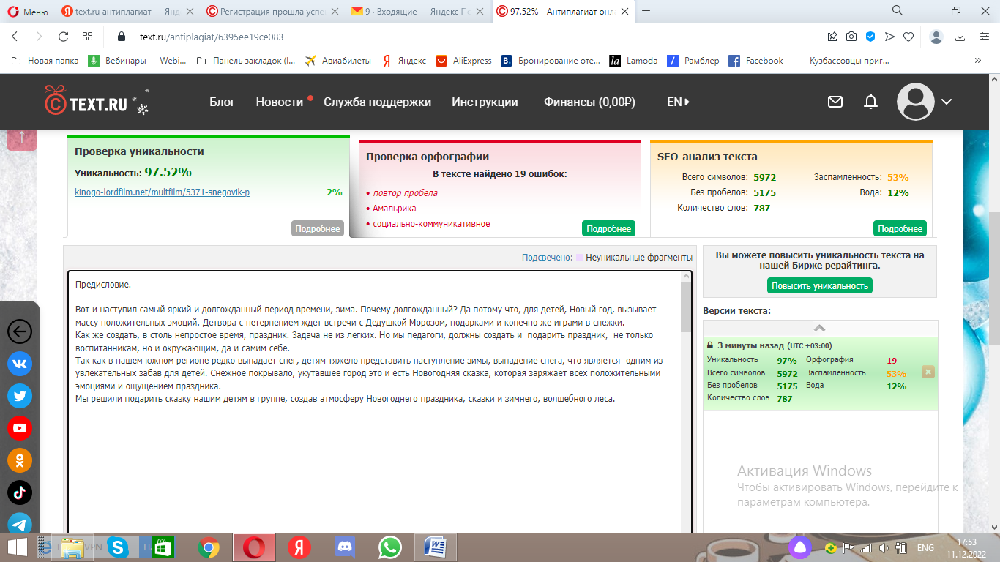 Меню
text.ru антиплагиат — Янд
Регистрация прошла успе
9 · Входящие — Яндекс По
97.52% - Антиплагиат онл
text.ru/antiplagiat/6395ee19ce083
Новая папка
Вебинары — Webi...
Панель закладок (I...
Авиабилеты
Яндекс
AliExpress
Бронирование оте...
Lamoda
Рамблер
Facebook
Кузбассовцы приг...
TEXT.RU
Блог
Новости
Служба поддержки
Инструкции
Финансы (0,00₽)
EN
Проверка уникальности
Уникальность: 97.52%
kinogo-lordfilm.net/multfilm/5371-snegovik-p... 2%
Подробнее
Проверка орфографии
В тексте найдено 19 ошибок:
• повтор пробела
• Амальрика
• социально-коммуникативное
Подробнее
SEO-анализ текста
Всего символов: 5972 Заспамленность: 53%
Без пробелов: 5175 Вода: 12%
Количество слов: 787
Подробнее
Подсвечено: Неуникальные фрагменты
Предисловие.
Вот и наступил самый яркий и долгожданный период времени, зима. Почему долгожданный? Да потому что, для детей, Новый год, вызывает
массу положительных эмоций. Детвора с нетерпением ждет встречи с Дедушкой Морозом, подарками и конечно же играми в снежки.
Как же создать, в столь непростое время, праздник. Задача не из легких. Но мы педагоги, должны создать и  подарить праздник,  не только
воспитанникам, но и окружающим, да и самим себе.
Так как в нашем южном регионе редко выпадает снег, детям тяжело представить наступление зимы, выпадение снега, что является  одним из
увлекательных забав для детей. Снежное покрывало, укутавшее город это и есть Новогодняя сказка, которая заряжает всех положительными
эмоциями и ощущением праздника.
Мы решили подарить сказку нашим детям в группе, создав атмосферу Новогоднего праздника, сказки и зимнего, волшебного леса.
Вы можете повысить уникальность текста на
нашей Бирже рерайтинга.
Повысить уникальность
Версии текста:
3 минуты назад (UTC +03:00)
Уникальность 97% Орфография 19
Всего символов 5972 Заспамленность 53%
Без пробелов 5175 Вода 12%
Количество слов 787
Активация Windows
Чтобы активировать Windows, перейдите к
параметрам компьютера.
VPN
ENG
17:53
11.12.2022